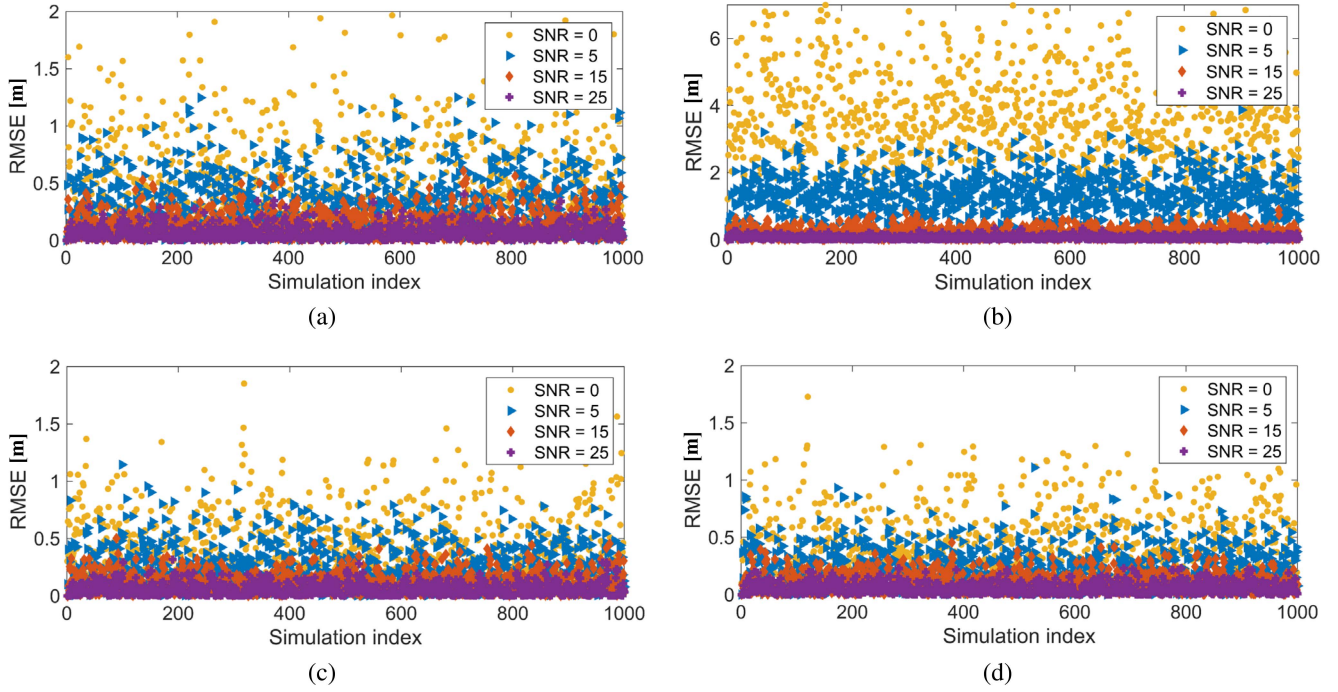 2
1.5
1
0.5
0
RMSE [m]
0 200 400 600 800 1000
Simulation index
SNR = 0
SNR = 5
SNR = 15
SNR = 25
(a)
6
4
2
0
RMSE [m]
0 200 400 600 800 1000
Simulation index
SNR = 0
SNR = 5
SNR = 15
SNR = 25
(b)
2
1.5
1
0.5
0
RMSE [m]
0 200 400 600 800 1000
Simulation index
SNR = 0
SNR = 5
SNR = 15
SNR = 25
(c)
2
1.5
1
0.5
0
RMSE [m]
0 200 400 600 800 1000
Simulation index
SNR = 0
SNR = 5
SNR = 15
SNR = 25
(d)